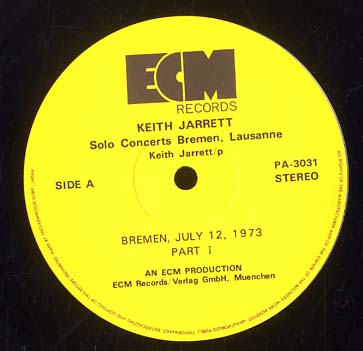 ECM
RECORDS
KEITH JARRETT
Solo Concerts Bremen, Lausanne
Keith Jarrett/p
PA-3031
SIDE A
STEREO
BREMEN, JULY 12, 1973
PART I
AN ECM PRODUCTION
ECM Records/Verlag GmbH, Muenchen